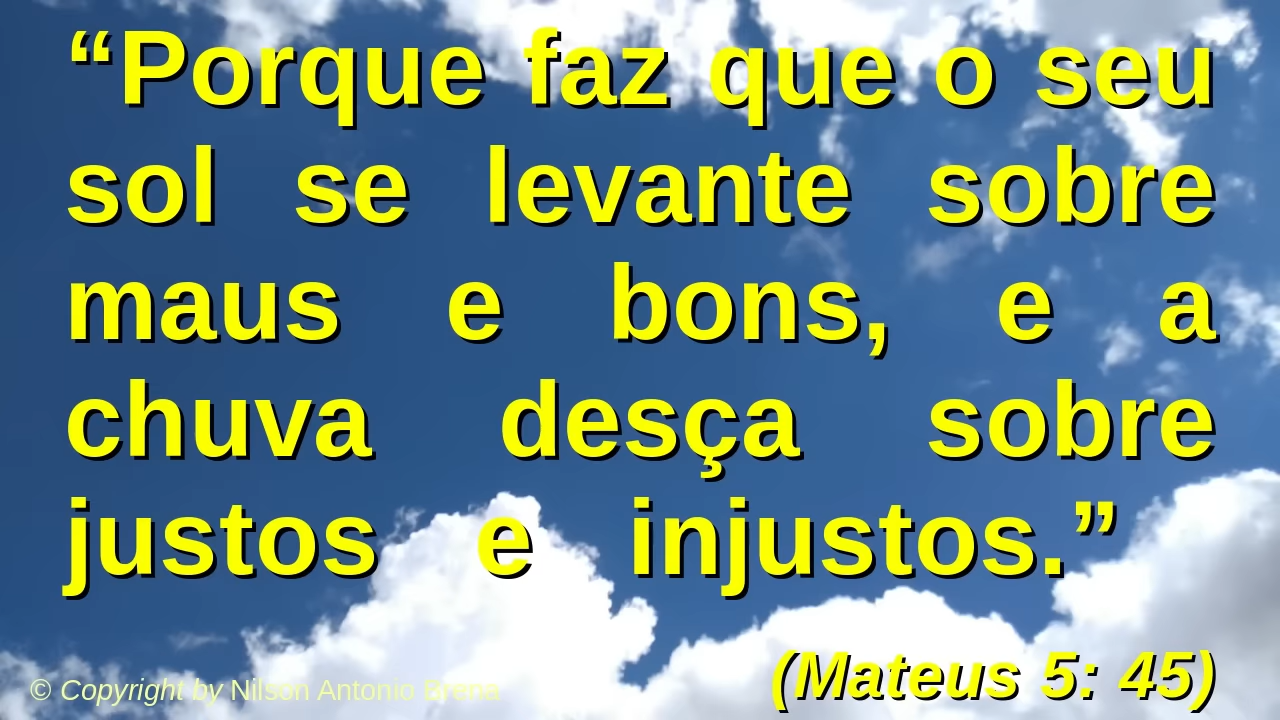 “Porque faz que o seu
sol se levante sobre
maus e bons, e a
chuva desça sobre
justos e injustos.”
(Mateus 5: 45)
© Copyright by Nilson Antonio Brena